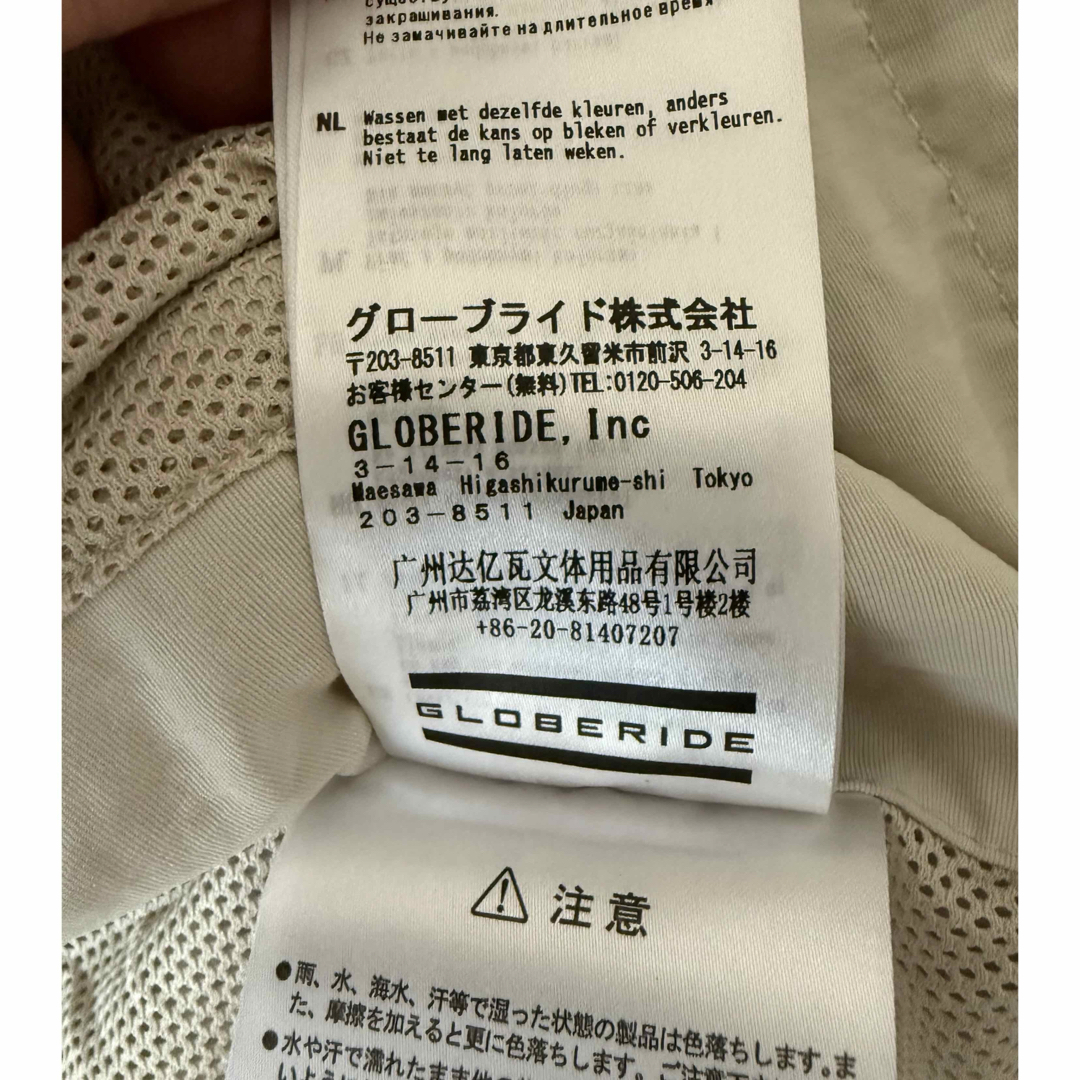 закрашивания.
Не замачивайте на длительное время
NL Wassen met dezelfde kleuren, anders
bestaat de kans op bleken of verkleuren.
Niet te lang laten weken.
グローブライド株式会社
〒203-8511 東京都東久留米市前沢 3-14-16
お客様センター(無料)TEL:0120-506-204
GLOBERIDE, Inc
3-14-16
Maesawa Higashikurume-shi Tokyo
203-8511 Japan
广州达亿瓦文体用品有限公司
广州市荔湾区龙溪东路48号1号楼2楼
+86-20-81407207
GLOBERIDE
注意
●雨、水、海水、汗等で湿った状態の製品は色落ちします。ま
た、摩擦を加えると更に色落ちします。ご注意下
●水や汗で濡れたまま他の